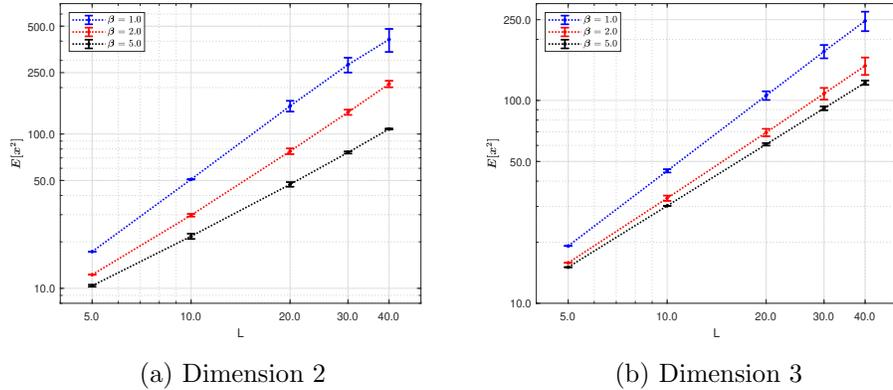 500.0
250.0
100.0
50.0
10.0
E[x²]
β = 1.0
β = 2.0
β = 5.0
5.0 10.0 20.0 30.0 40.0
L
(a) Dimension 2
250.0
100.0
50.0
10.0
E[x²]
β = 1.0
β = 2.0
β = 5.0
5.0 10.0 20.0 30.0 40.0
L
(b) Dimension 3